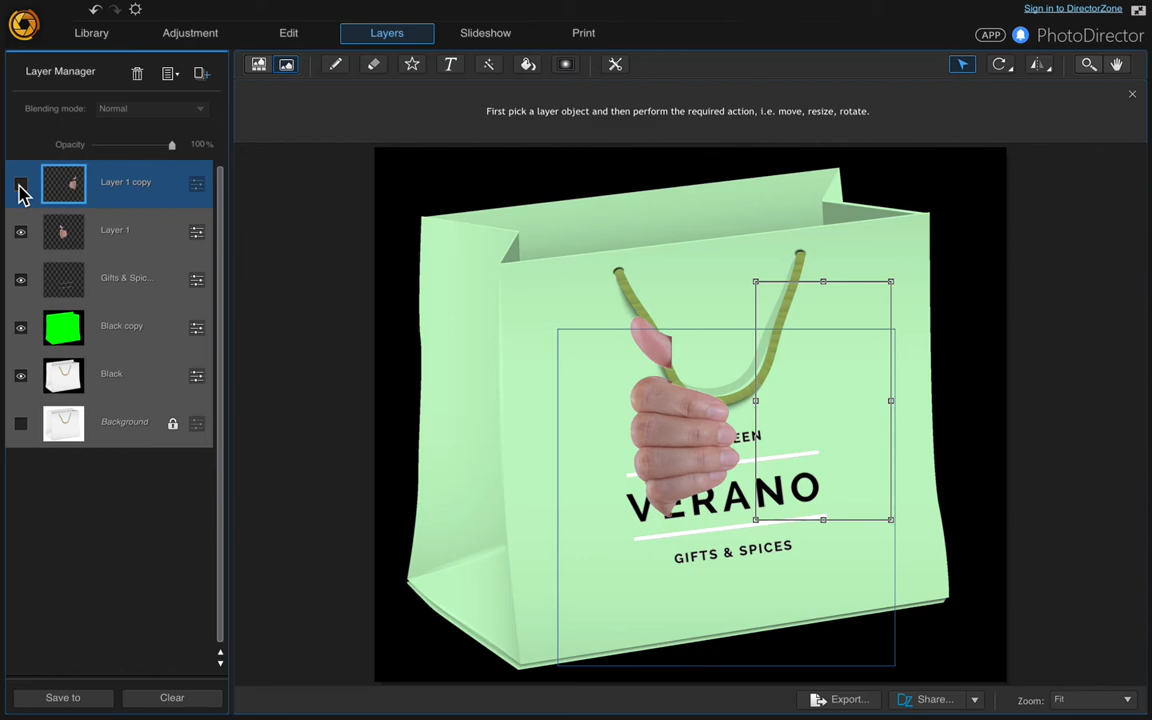 Sign in to DirectorZone
Library
Adjustment
Edit
Layers
Slideshow
Print
APP
PhotoDirector
Layer Manager
Blending mode:
Normal
Opacity
100%
First pick a layer object and then perform the required action, i.e. move, resize, rotate.
Layer 1 copy
Layer 1
Gifts & Spic...
Black copy
Black
Background
VERANO
GIFTS & SPICES
Save to
Clear
Export...
Share...
Zoom:
Fit